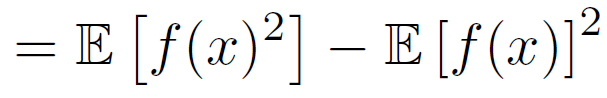 = 𝔼 [f(x)²] − 𝔼 [f(x)]²